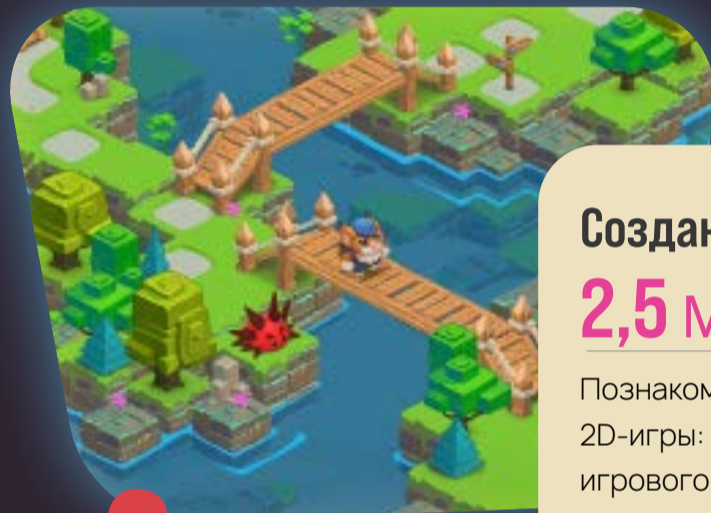 Создан
2,5 м
Познаком
2D-игры:
игрового